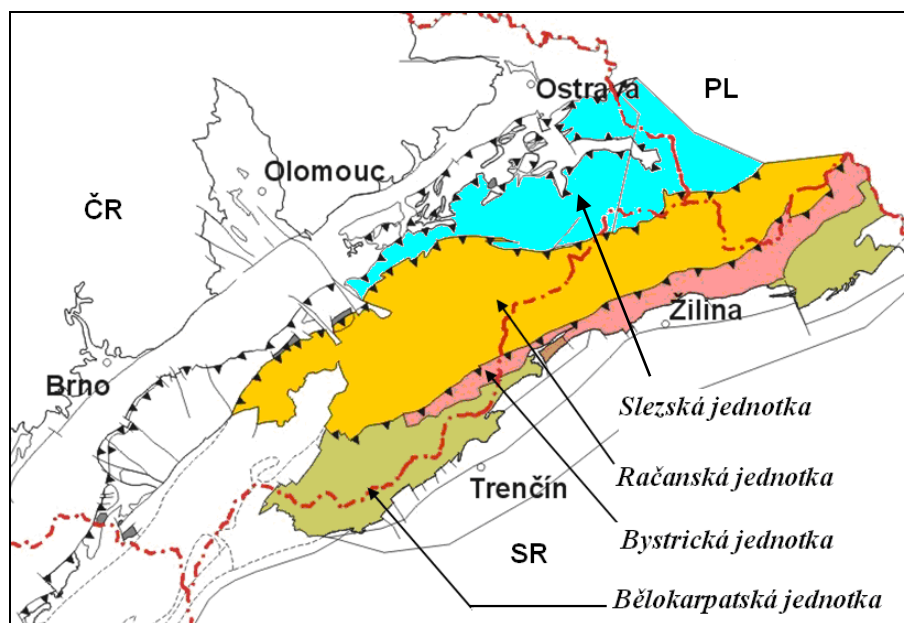 Ostrava
PL
Olomouc
ČR
Žilina
Brno
Slezská jednotka
Račanská jednotka
Trenčín
Bystrická jednotka
SR
Bělokarpatská jednotka